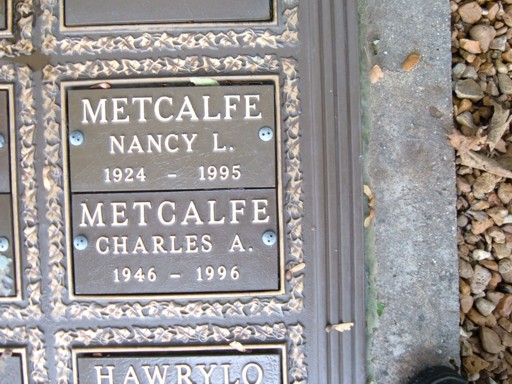 METCALFE
NANCY L.
1924 - 1995
METCALFE
CHARLES A.
1946 - 1996
HAWRYLO